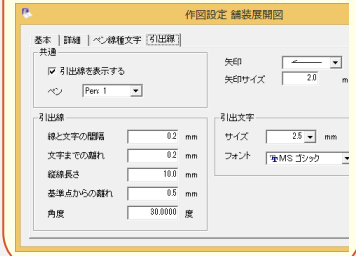 作図設定 舗装展開図
基本 詳細 ペン線種文字 引出線
共通
引出線を表示する
ペン Pen: 1
矢印
矢印サイズ 2.0 m
引出線
線と文字の間隔 0.2 mm
文字までの離れ 0.2 mm
縦線長さ 10.0 mm
基準点からの離れ 0.5 mm
角度 30.0000 度
引出文字
サイズ 2.5 mm
フォント MS ゴシック